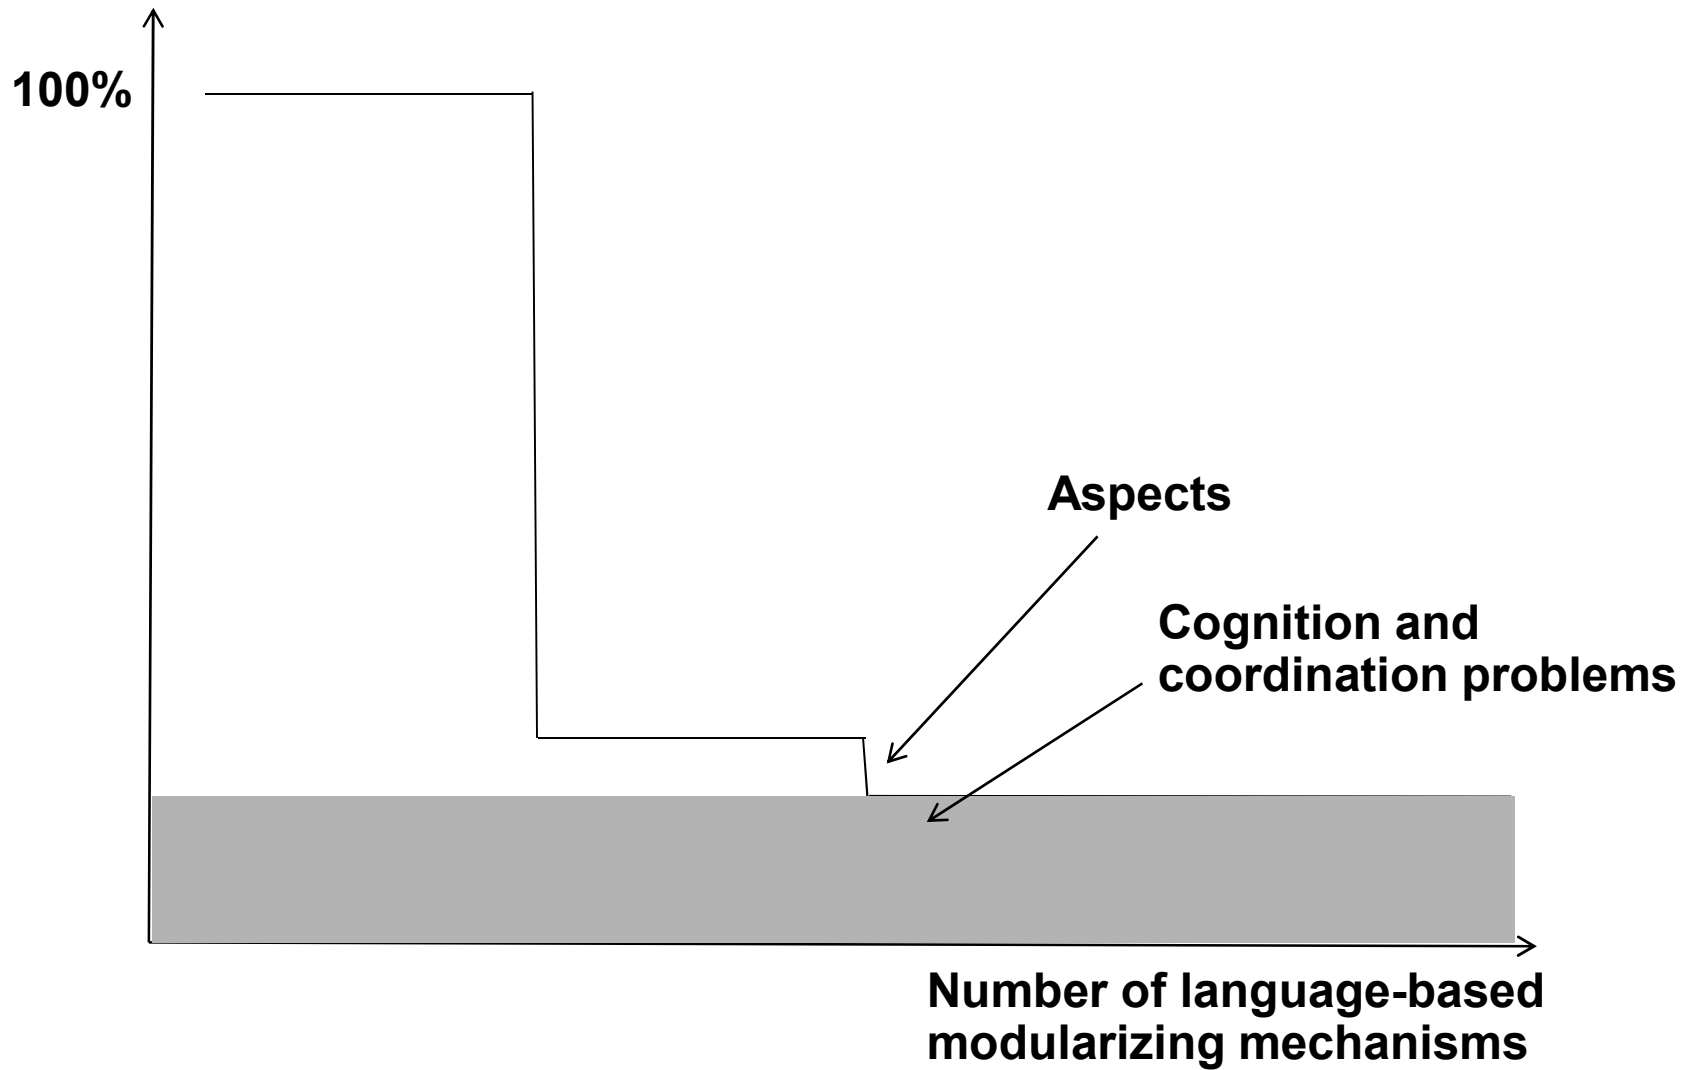 100%
Aspects
Cognition and
coordination problems
Number of language-based
modularizing mechanisms